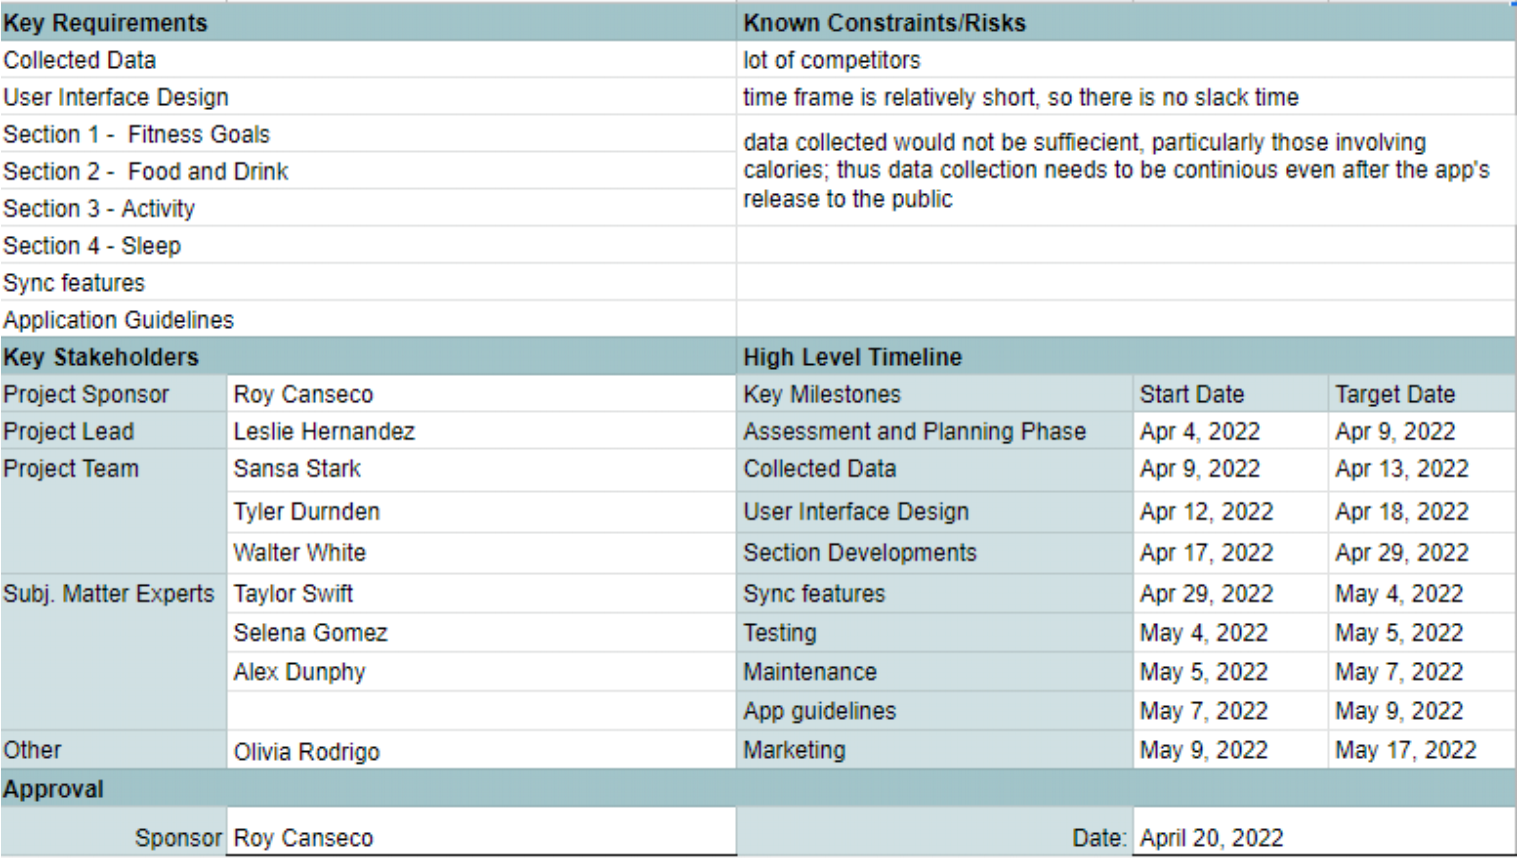 Key Requirements
Known Constraints/Risks
Collected Data
lot of competitors
User Interface Design
time frame is relatively short, so there is no slack time
Section 1 -  Fitness Goals
data collected would not be suffiecient, particularly those involving
calories; thus data collection needs to be continious even after the app's
release to the public
Section 2 -  Food and Drink
Section 3 - Activity
Section 4 - Sleep
Sync features
Application Guidelines
Key Stakeholders
High Level Timeline
Project Sponsor Roy Canseco
Key Milestones Start Date Target Date
Project Lead Leslie Hernandez
Assessment and Planning Phase Apr 4, 2022 Apr 9, 2022
Project Team Sansa Stark
Collected Data Apr 9, 2022 Apr 13, 2022
Tyler Durnden
User Interface Design Apr 12, 2022 Apr 18, 2022
Walter White
Section Developments Apr 17, 2022 Apr 29, 2022
Subj. Matter Experts Taylor Swift
Sync features Apr 29, 2022 May 4, 2022
Selena Gomez
Testing May 4, 2022 May 5, 2022
Alex Dunphy
Maintenance May 5, 2022 May 7, 2022
App guidelines May 7, 2022 May 9, 2022
Other Olivia Rodrigo
Marketing May 9, 2022 May 17, 2022
Approval
Sponsor Roy Canseco
Date: April 20, 2022